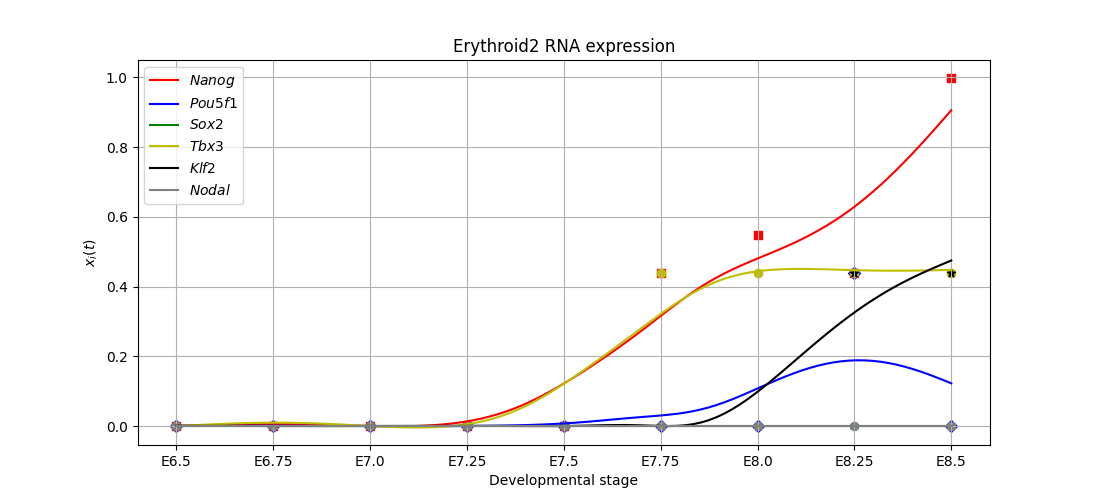 Erythroid2 RNA expression
1.0
0.8
0.6
0.4
0.2
0.0
xᵢ(t)
Nanog
Pou5f1
Sox2
Tbx3
Klf2
Nodal
E6.5 E6.75 E7.0 E7.25 E7.5 E7.75 E8.0 E8.25 E8.5
Developmental stage